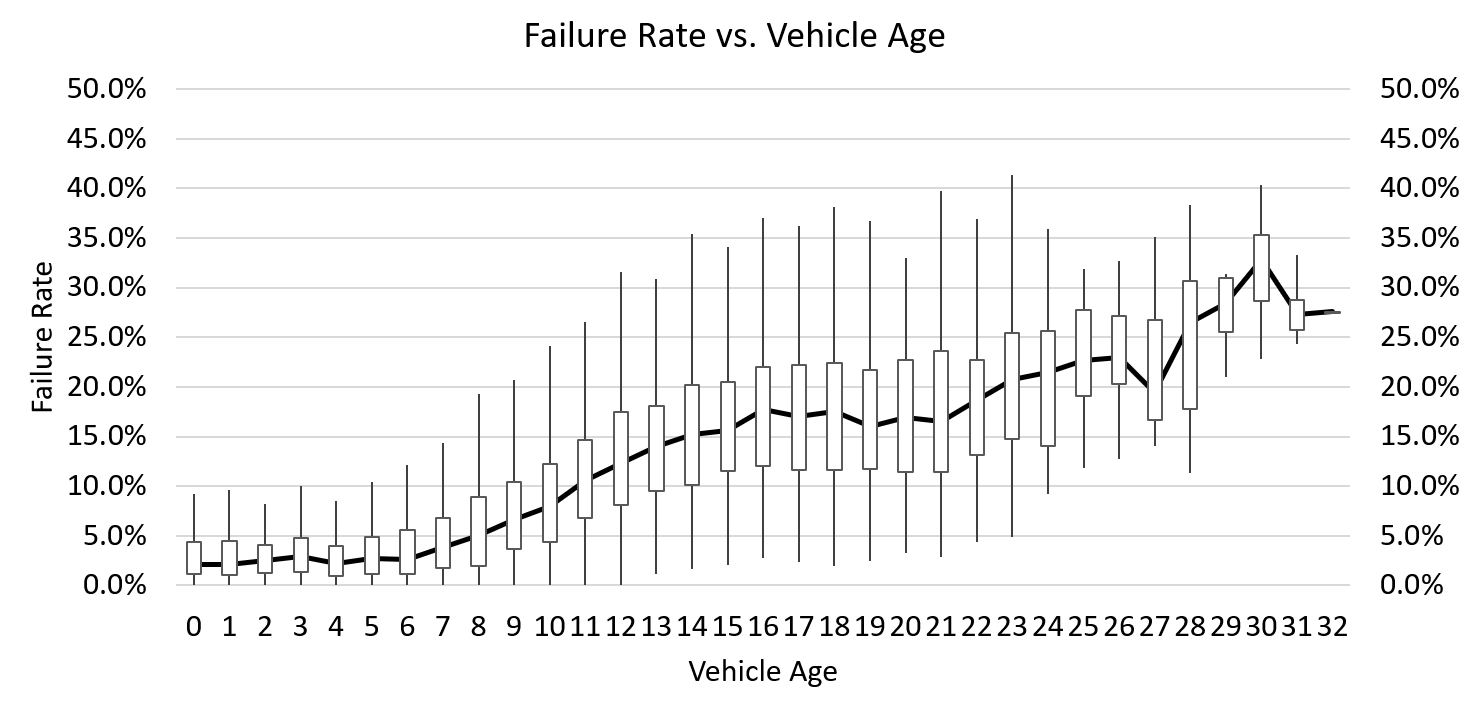 Failure Rate vs. Vehicle Age
50.0% 50.0%
45.0% 45.0%
40.0% 40.0%
35.0% 35.0%
30.0% 30.0%
25.0% 25.0%
20.0% 20.0%
15.0% 15.0%
10.0% 10.0%
5.0% 5.0%
0.0% 0.0%
Failure Rate
0 1 2 3 4 5 6 7 8 9 10 11 12 13 14 15 16 17 18 19 20 21 22 23 24 25 26 27 28 29 30 31 32
Vehicle Age